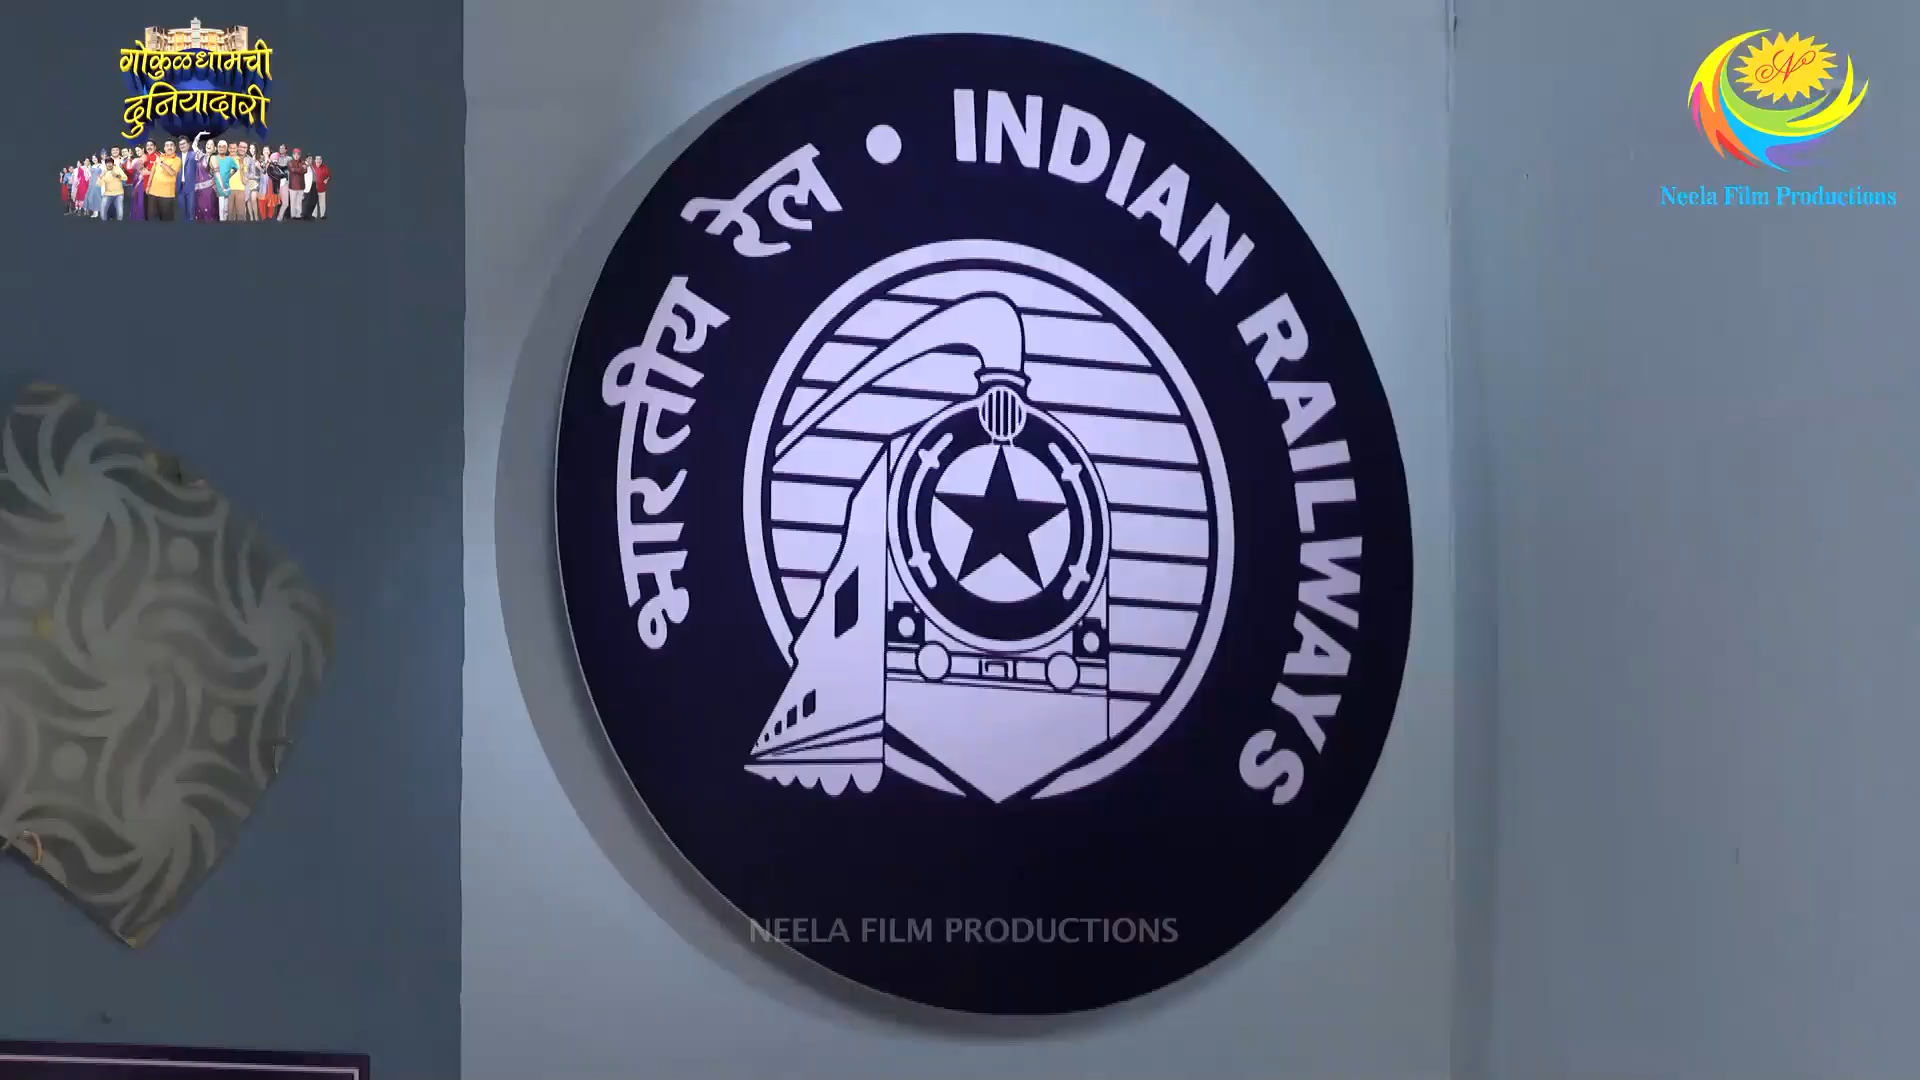 गोकुळधामची
दुनियादारी
Neela Film Productions
भारतीय रेल • INDIAN RAILWAYS
NEELA FILM PRODUCTIONS